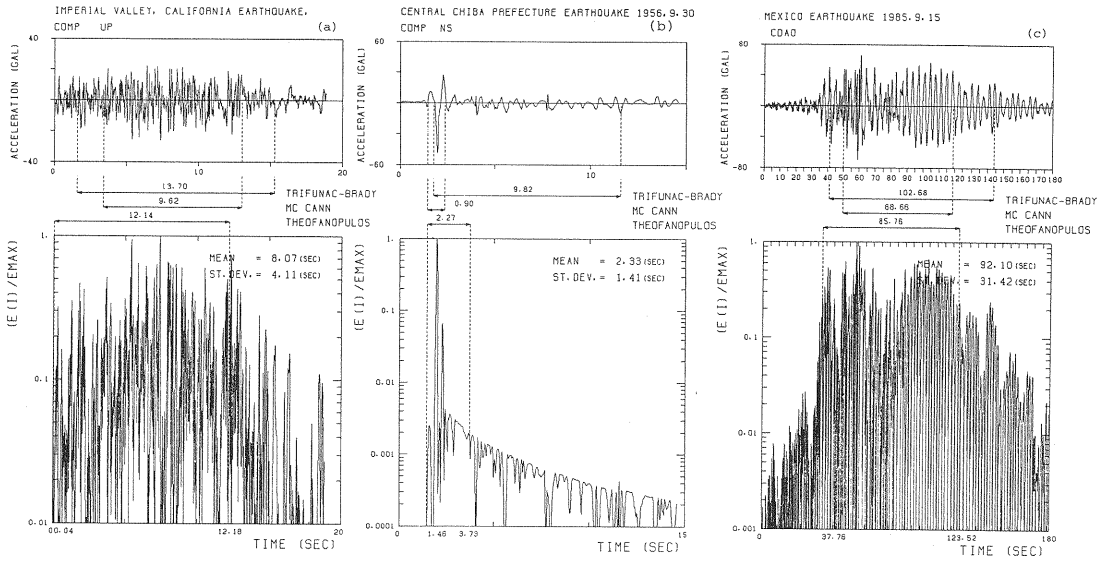 IMPERIAL VALLEY, CALIFORNIA EARTHQUAKE,
COMP UP (a)
40
ACCELERATION (GAL)
-40
0 10 20
13.70
TRIFUNAC-BRADY
9.62
MC CANN
12.14
THEOFANOPULOS
1.
MEAN = 8.07(SEC)
ST.DEV.= 4.11(SEC)
(E(I)/EMAX)
0.1
0.01
00.04 12.18 20
TIME (SEC)
CENTRAL CHIBA PREFECTURE EARTHQUAKE 1956.9.30
COMP NS (b)
60
ACCELERATION (GAL)
-60
0 10
9.82
TRIFUNAC-BRADY
0.90
MC CANN
2.27
THEOFANOPULOS
1.
MEAN = 2.33(SEC)
ST.DEV.= 1.41(SEC)
(E(I)/EMAX)
0.1
0.01
0.001
0.0001
0 1.46 3.73 15
TIME (SEC)
MEXICO EARTHQUAKE 1985.9.15
CDAO (c)
80
ACCELERATION (GAL)
-80
0 10 20 30 40 50 60 70 80 90 100 110 120 130 140 150 160 170 180
102.68
TRIFUNAC-BRADY
68.66
MC CANN
85.76
THEOFANOPULOS
1.
MEAN = 92.10(SEC)
ST.DEV.= 31.42(SEC)
(E(I)/EMAX)
0.1
0.01
0.001
0 37.76 123.52 180
TIME (SEC)